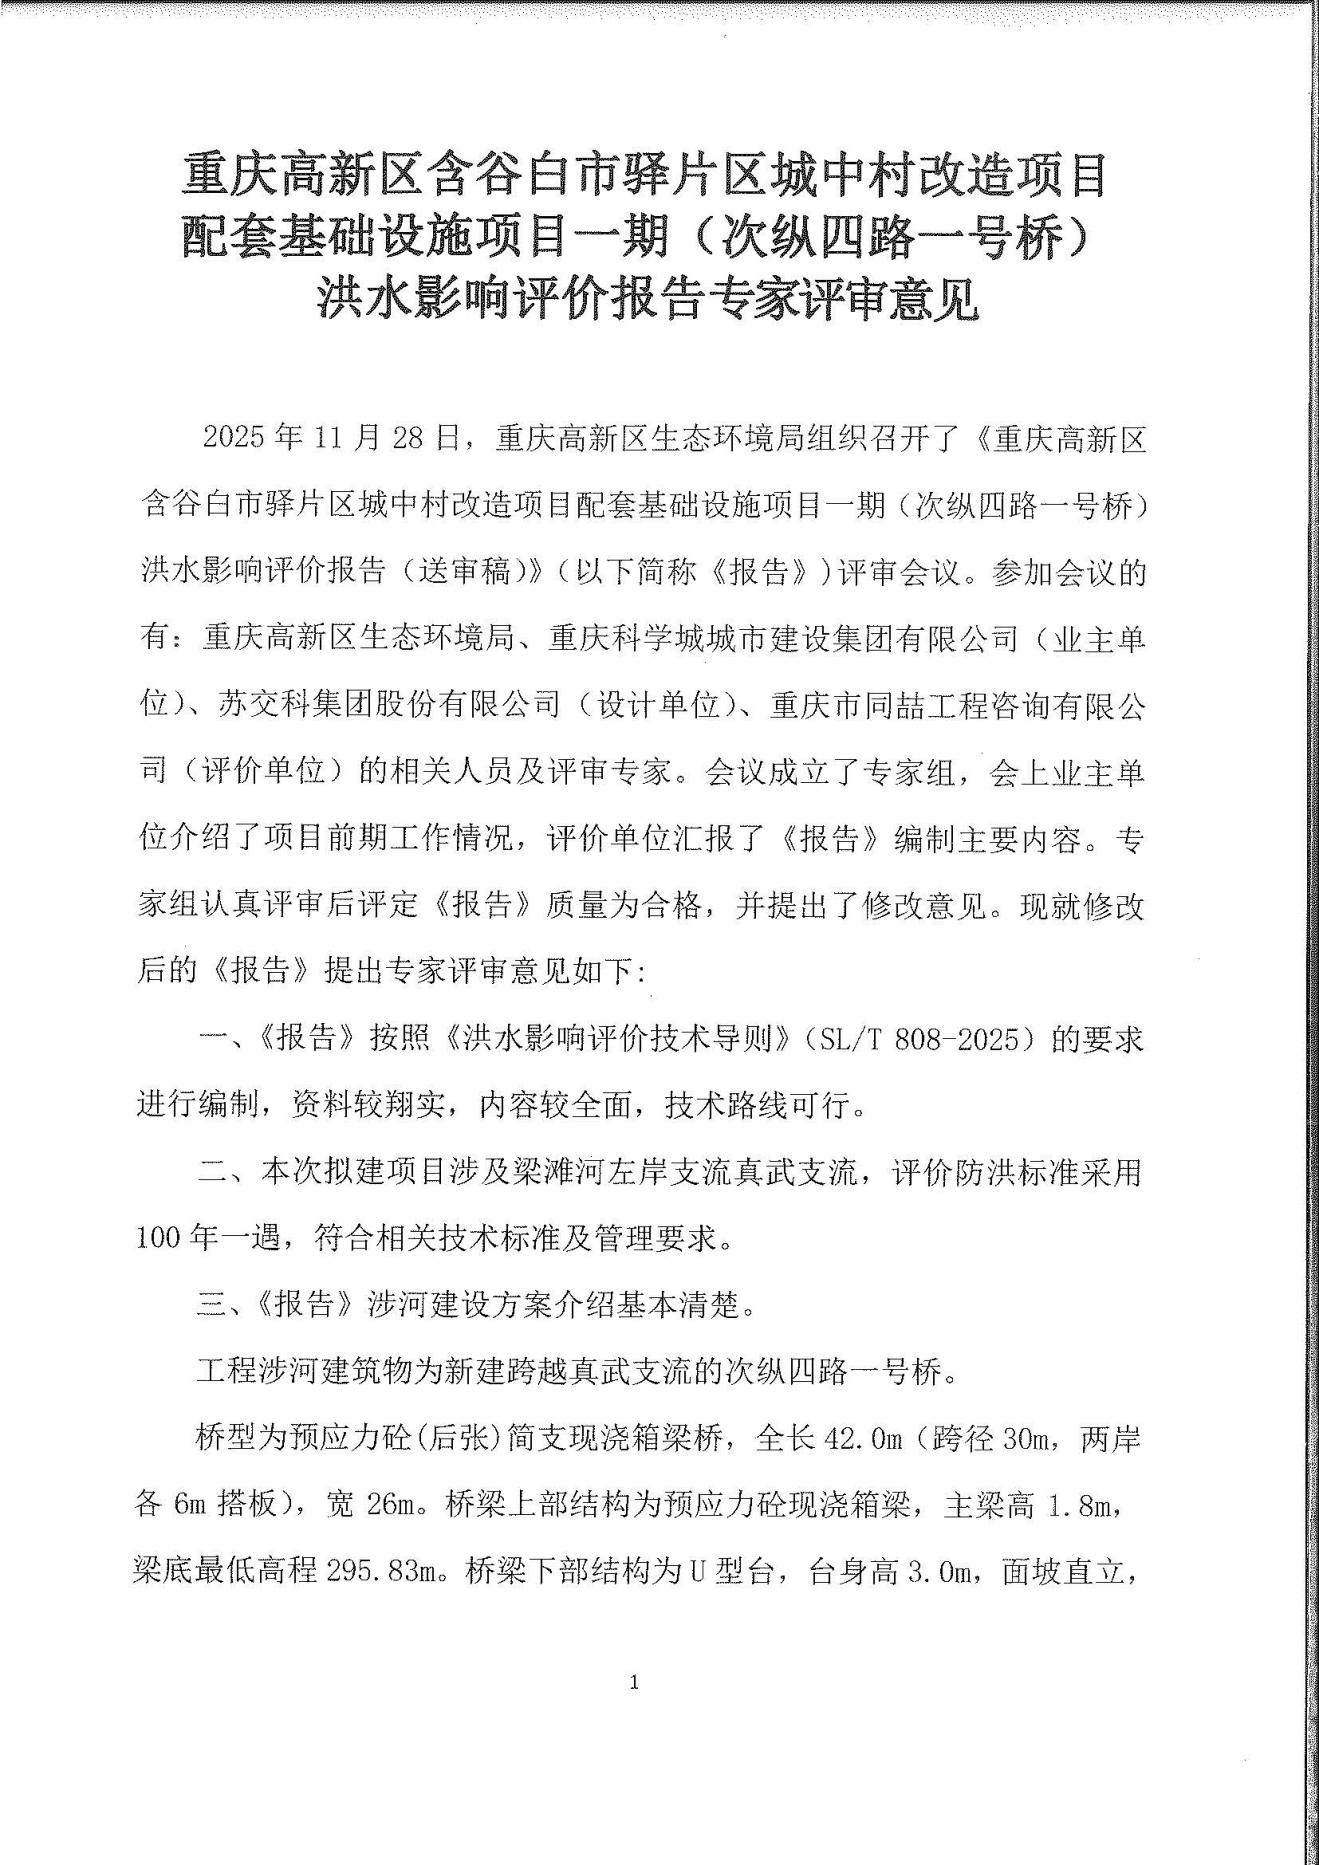 重庆高新区含谷白市驿片区城中村改造项目
配套基础设施项目一期（次纵四路一号桥）
洪水影响评价报告专家评审意见
2025年11月28日，重庆高新区生态环境局组织召开了《重庆高新区
含谷白市驿片区城中村改造项目配套基础设施项目一期（次纵四路一号桥）
洪水影响评价报告（送审稿）》（以下简称《报告》)评审会议。参加会议的
有：重庆高新区生态环境局、重庆科学城城市建设集团有限公司（业主单
位）、苏交科集团股份有限公司（设计单位）、重庆市同喆工程咨询有限公
司（评价单位）的相关人员及评审专家。会议成立了专家组，会上业主单
位介绍了项目前期工作情况，评价单位汇报了《报告》编制主要内容。专
家组认真评审后评定《报告》质量为合格，并提出了修改意见。现就修改
后的《报告》提出专家评审意见如下：
一、《报告》按照《洪水影响评价技术导则》（SL/T 808-2025）的要求
进行编制，资料较翔实，内容较全面，技术路线可行。
二、本次拟建项目涉及梁滩河左岸支流真武支流，评价防洪标准采用
100年一遇，符合相关技术标准及管理要求。
三、《报告》涉河建设方案介绍基本清楚。
工程涉河建筑物为新建跨越真武支流的次纵四路一号桥。
桥型为预应力砼(后张)简支现浇箱梁桥，全长42.0m（跨径30m，两岸
各6m搭板），宽26m。桥梁上部结构为预应力砼现浇箱梁，主梁高1.8m，
梁底最低高程295.83m。桥梁下部结构为U型台，台身高3.0m，面坡直立，
1